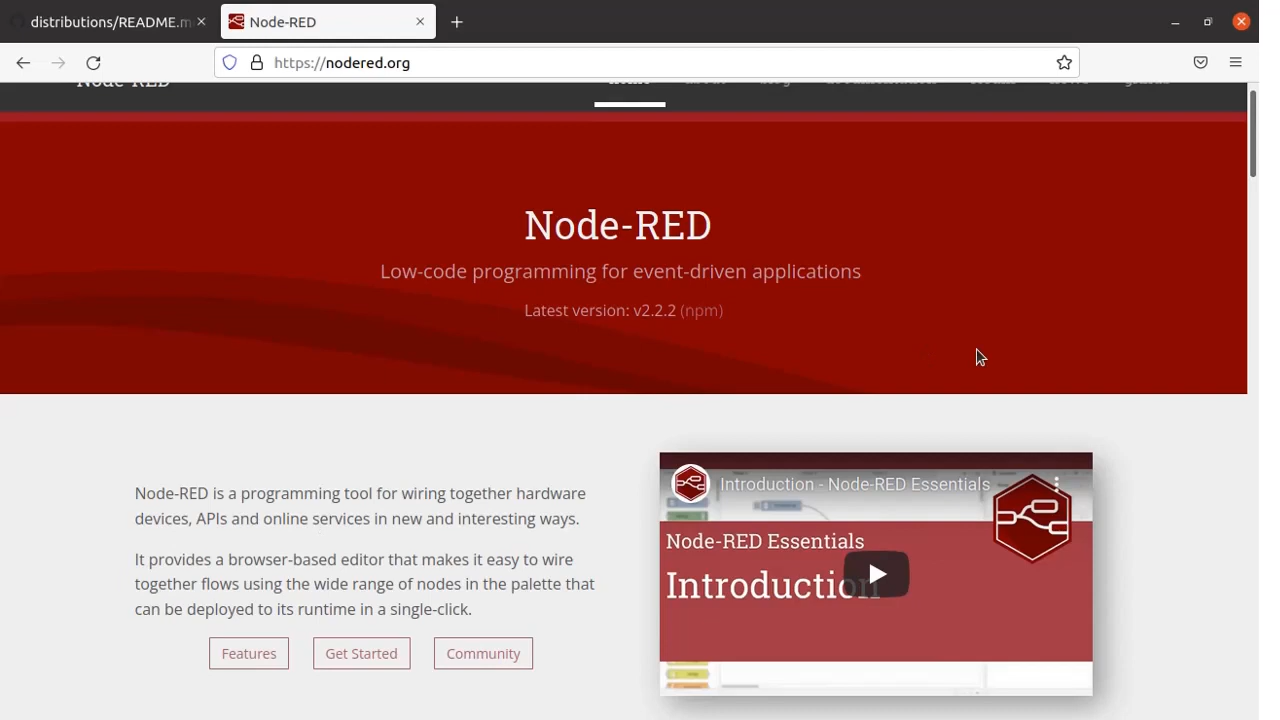 distributions/README.m
Node-RED
https://nodered.org
Node-RED
Node-RED
Low-code programming for event-driven applications
Latest version: v2.2.2 (npm)
Node-RED is a programming tool for wiring together hardware
devices, APIs and online services in new and interesting ways.
It provides a browser-based editor that makes it easy to wire
together flows using the wide range of nodes in the palette that
can be deployed to its runtime in a single-click.
Features
Get Started
Community
Introduction - Node-RED Essentials
Node-RED Essentials
Introduction